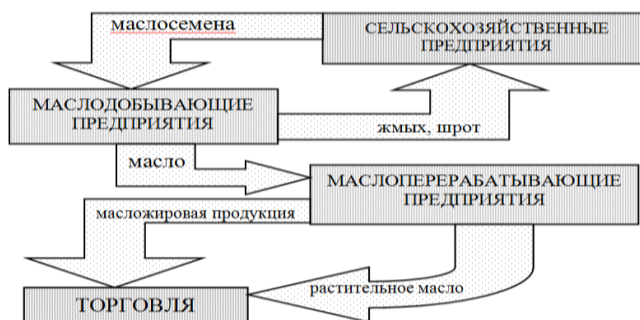 маслосемена
СЕЛЬСКОХОЗЯЙСТВЕННЫЕ
ПРЕДПРИЯТИЯ
МАСЛОДОБЫВАЮЩИЕ
ПРЕДПРИЯТИЯ
жмых, шрот
масло
МАСЛОПЕРЕРАБАТЫВАЮЩИЕ
ПРЕДПРИЯТИЯ
масложировая продукция
растительное масло
ТОРГОВЛЯ